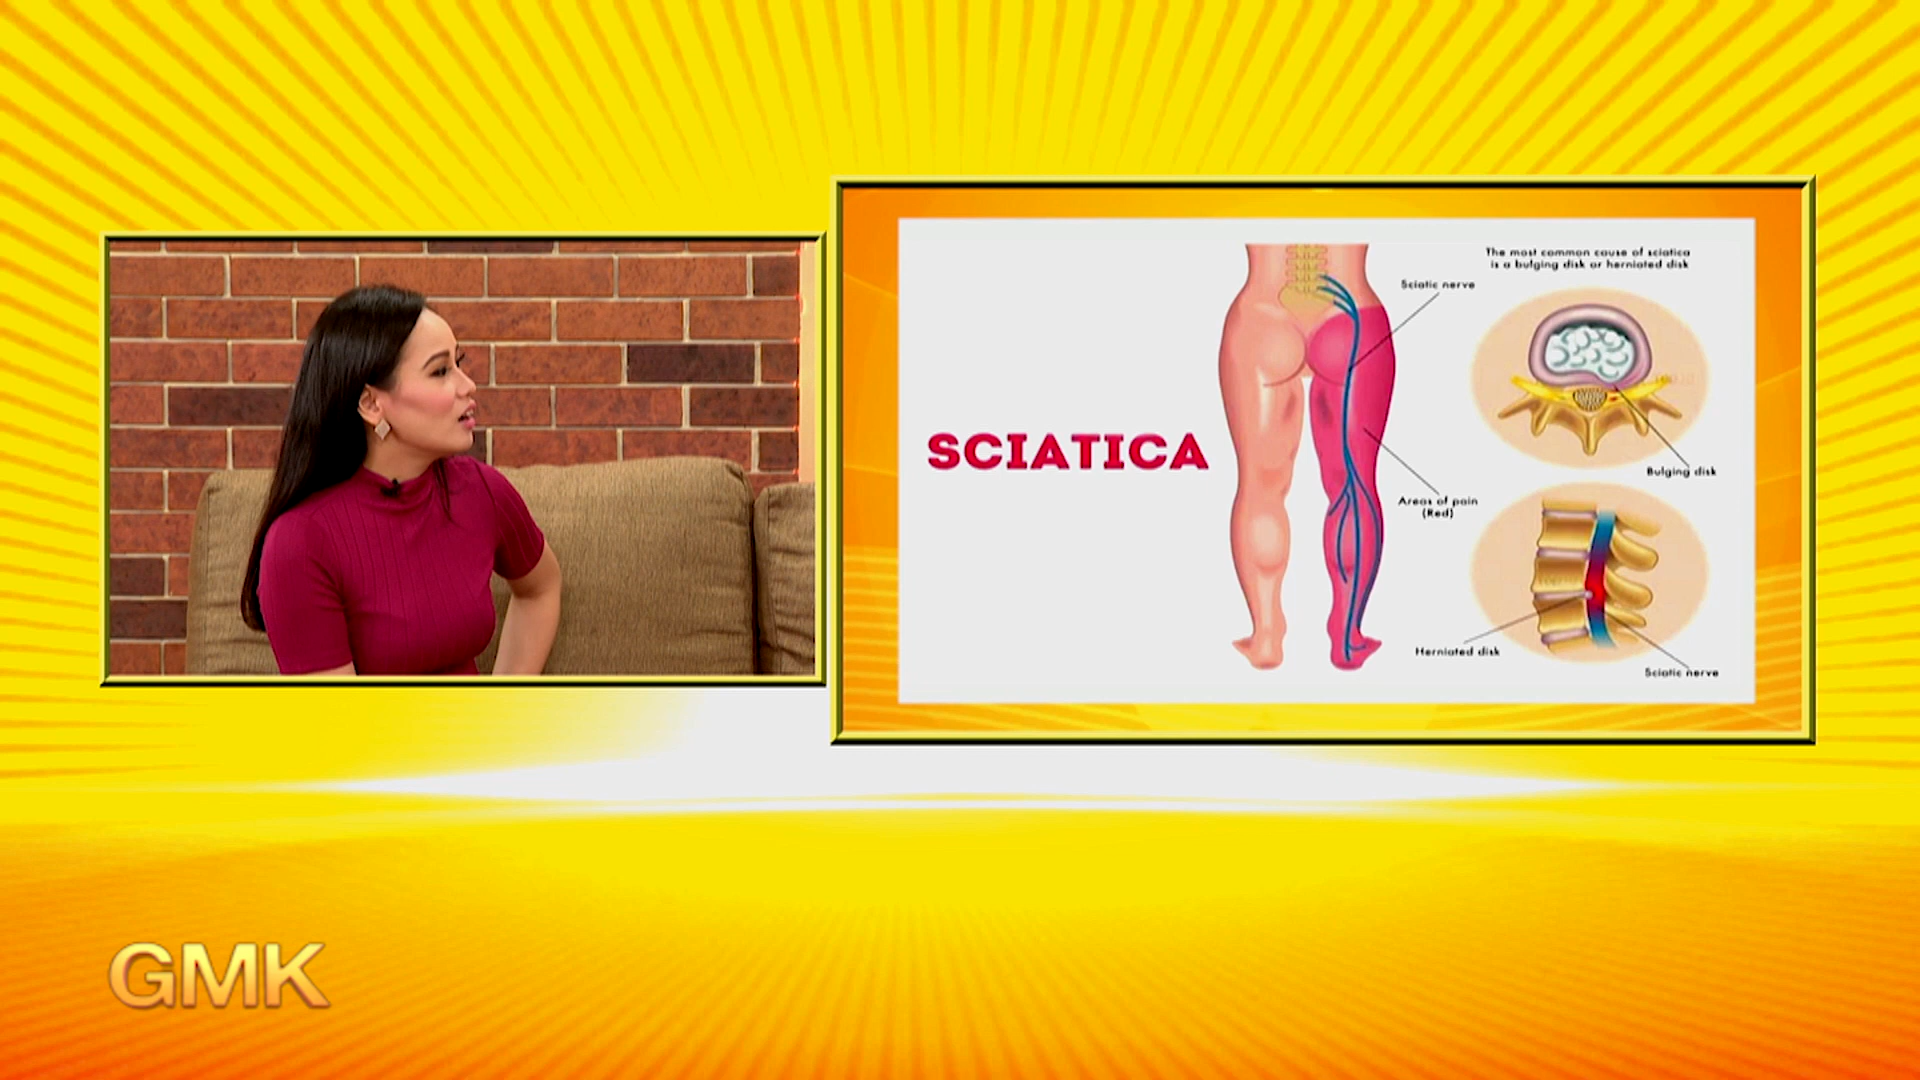 The most common cause of sciatica
is a bulging disk or herniated disk
Sciatic nerve
SCIATICA
Bulging disk
Areas of pain
(Red)
Herniated disk
Sciatic nerve
GMK